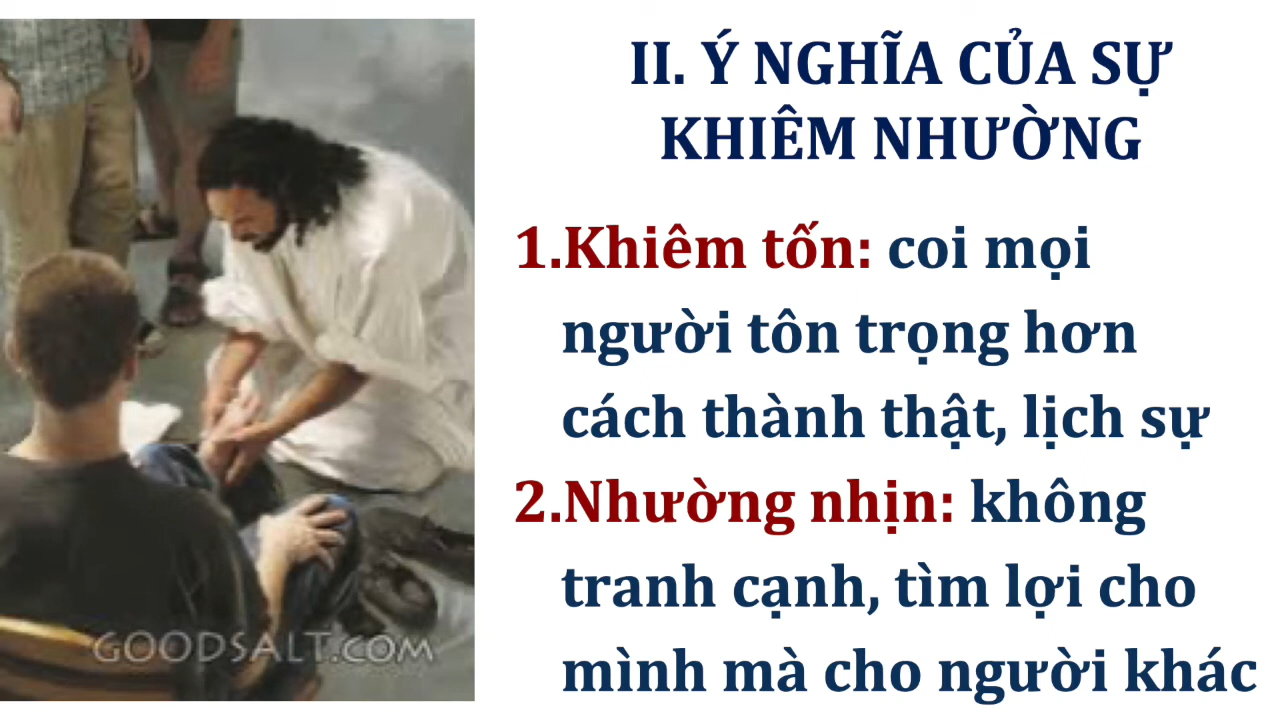 II. Ý NGHĨA CỦA SỰ
KHIÊM NHƯỜNG
1.Khiêm tốn: coi mọi
người tôn trọng hơn
cách thành thật, lịch sự
2.Nhường nhịn: không
tranh cạnh, tìm lợi cho
mình mà cho người khác
GOODSALT.COM